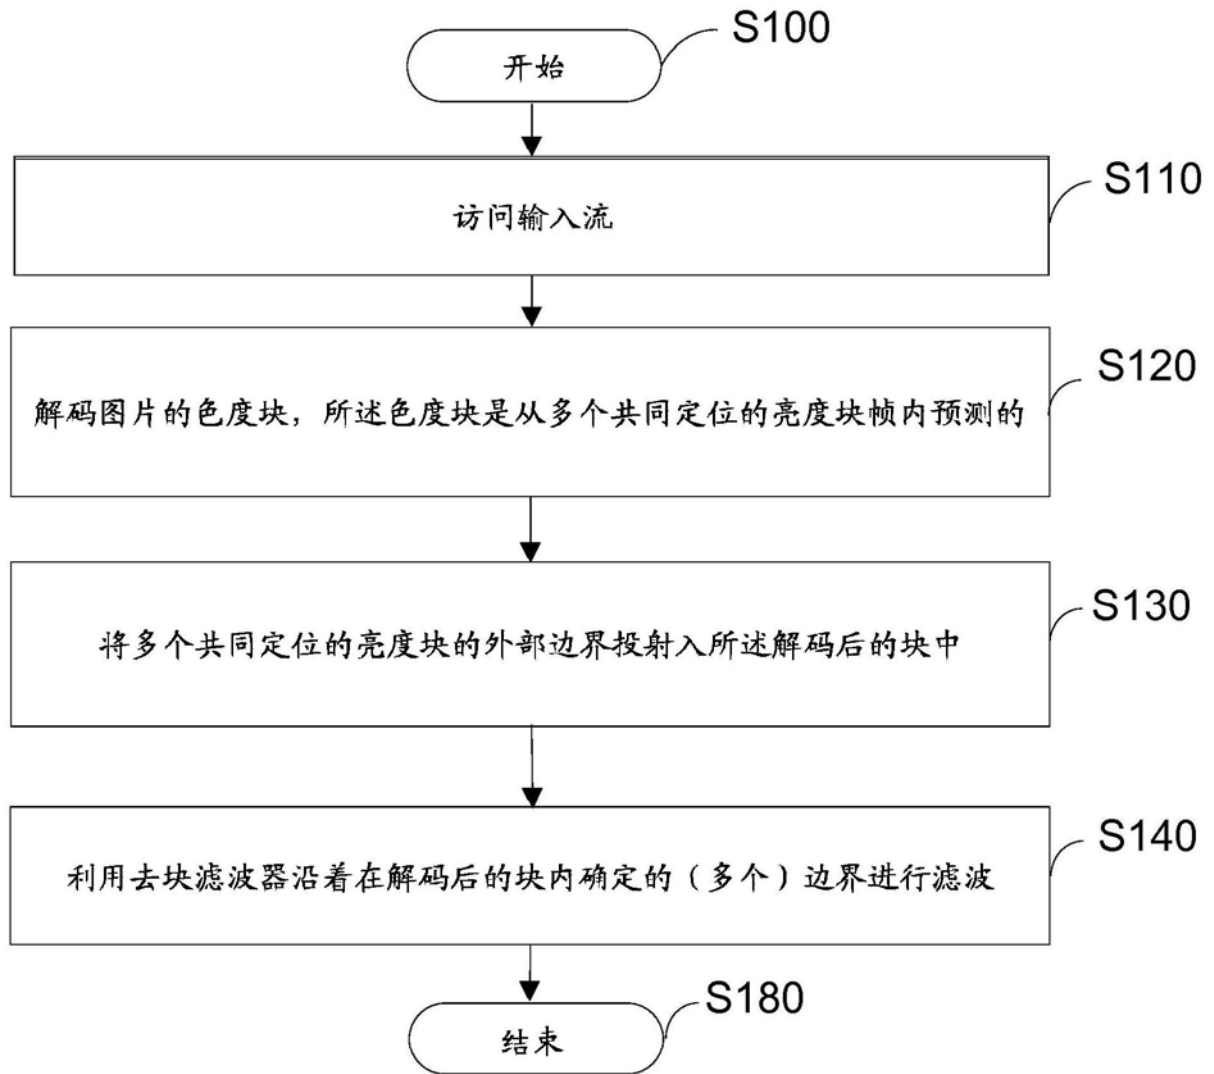 S100
开始
S110
访问输入流
S120
解码图片的色度块，所述色度块是从多个共同定位的亮度块帧内预测的
S130
将多个共同定位的亮度块的外部边界投射入所述解码后的块中
S140
利用去块滤波器沿着在解码后的块内确定的（多个）边界进行滤波
S180
结束